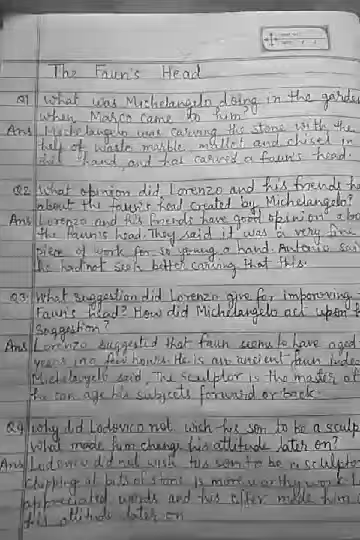 The Faun's Head
Q1 What was Michelangelo doing in the garden
when Marco came to him?
Ans Michelangelo was carving the stone with the
help of waste marble, mallet and chisel in
hand, and has carved a faun's head.
Q2 What opinion did Lorenzo and his friends ha
about the faun's head created by Michelangelo?
Ans Lorenzo and his friends have good opinion abo
the faun's head. They said it was a very fine
piece of work for so young a hand. Antonio sai
he had not seen better carving that this.
Q3 What suggestion did Lorenzo give for improving
Faun's head? How did Michelangelo act upon t
suggestion?
Ans Lorenzo suggested that faun seems to have aged
years in a few hours. He is an ancient faun inde
Michelangelo said, The sculptor is the master of
he can age his subjects forward or back.
Q4 Why did Lodovico not wish his son to be a sculp
What made him change his attitude later on?
Ans Lodovico did not wish his son to be a sculptor
Chipping at bits of stone is more worthy work
appreciated words and his offer made him
his attitude later on